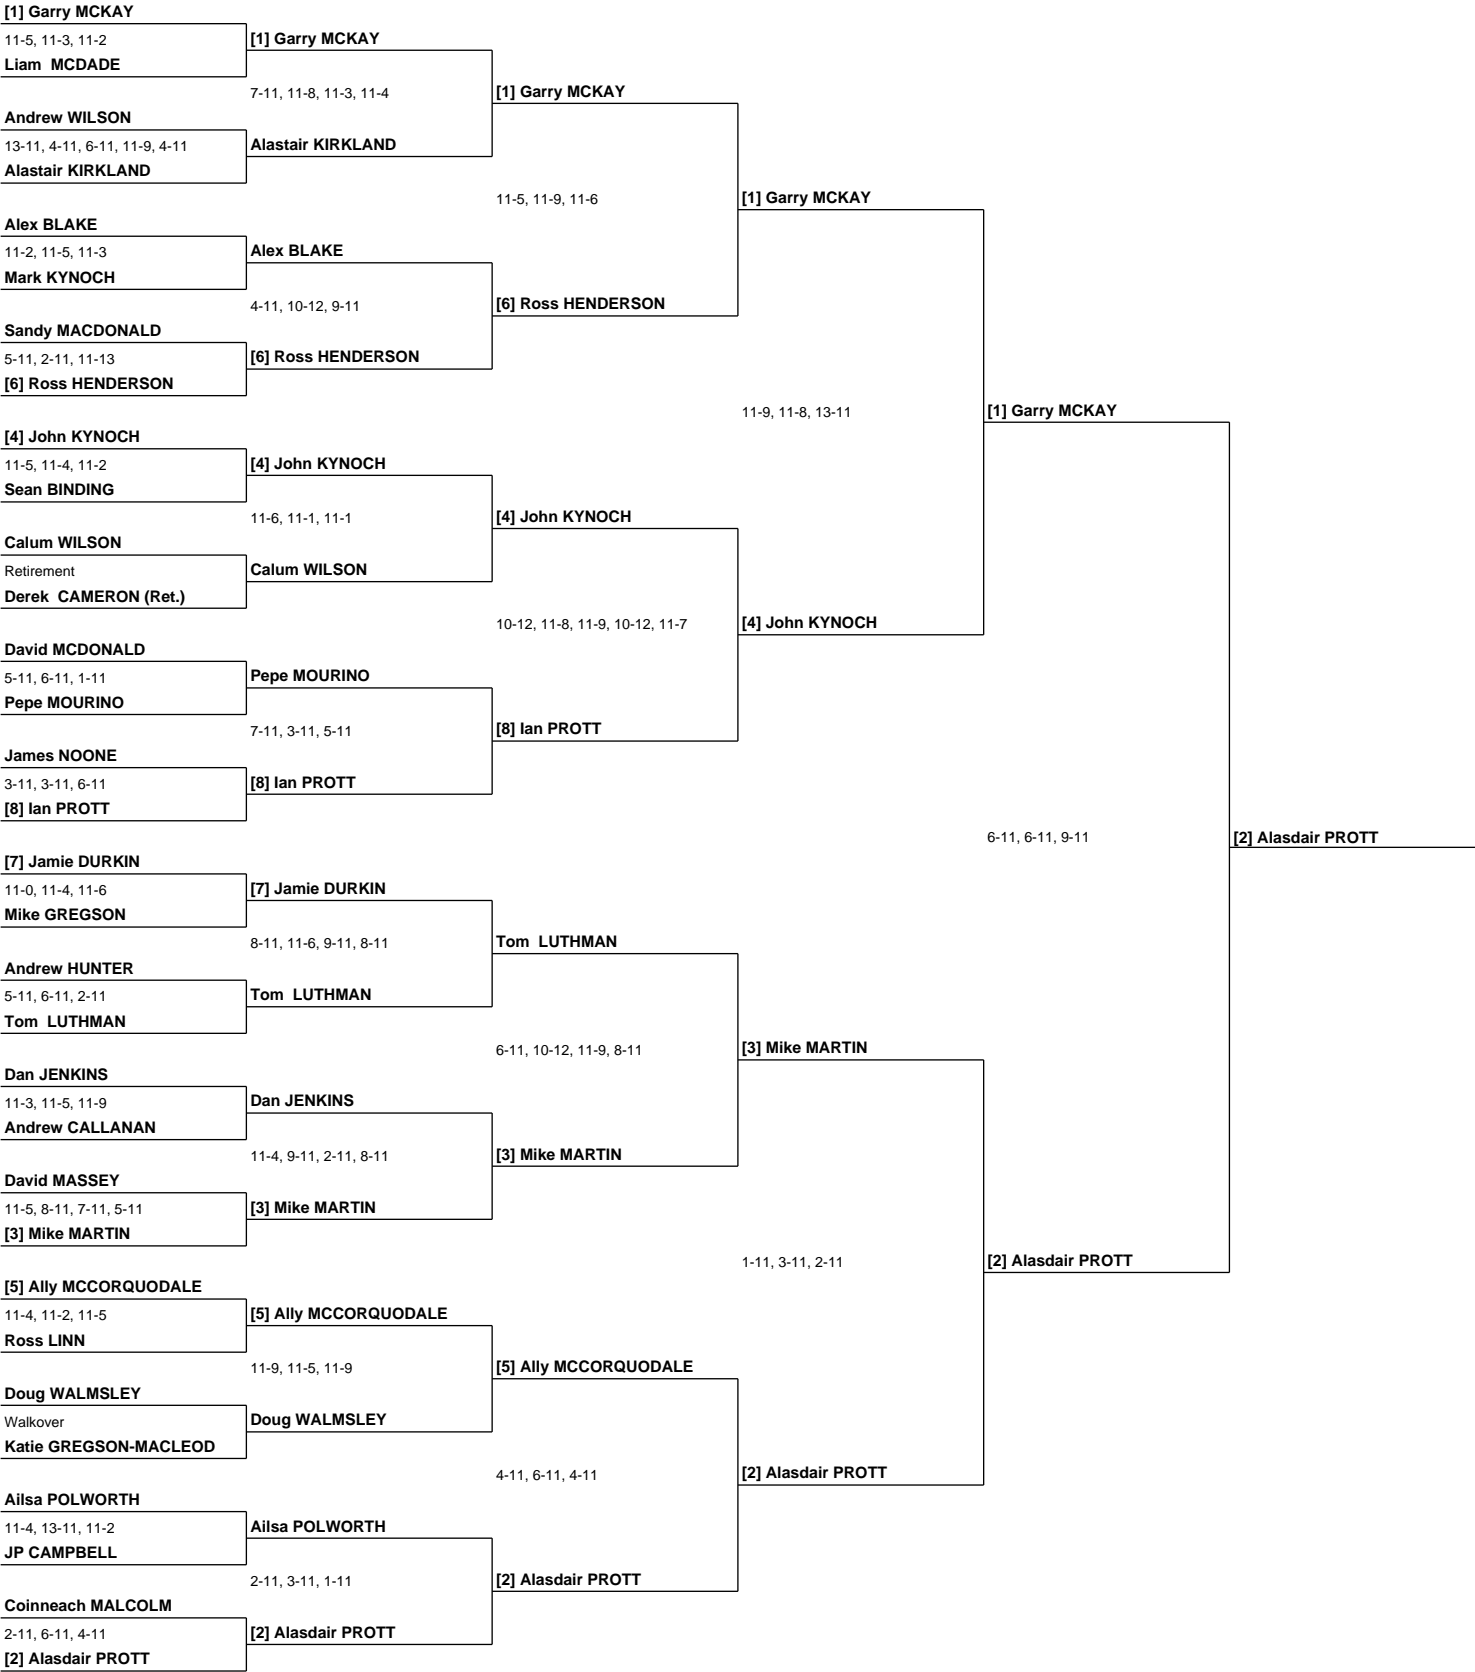 [1] Garry MCKAY
11-5, 11-3, 11-2
[1] Garry MCKAY
Liam  MCDADE
7-11, 11-8, 11-3, 11-4
[1] Garry MCKAY
Andrew WILSON
13-11, 4-11, 6-11, 11-9, 4-11
Alastair KIRKLAND
Alastair KIRKLAND
11-5, 11-9, 11-6
[1] Garry MCKAY
Alex BLAKE
11-2, 11-5, 11-3
Alex BLAKE
Mark KYNOCH
4-11, 10-12, 9-11
[6] Ross HENDERSON
Sandy MACDONALD
5-11, 2-11, 11-13
[6] Ross HENDERSON
[6] Ross HENDERSON
11-9, 11-8, 13-11
[1] Garry MCKAY
[4] John KYNOCH
11-5, 11-4, 11-2
[4] John KYNOCH
Sean BINDING
11-6, 11-1, 11-1
[4] John KYNOCH
Calum WILSON
Retirement
Calum WILSON
Derek  CAMERON (Ret.)
10-12, 11-8, 11-9, 10-12, 11-7
[4] John KYNOCH
David MCDONALD
5-11, 6-11, 1-11
Pepe MOURINO
Pepe MOURINO
7-11, 3-11, 5-11
[8] Ian PROTT
James NOONE
3-11, 3-11, 6-11
[8] Ian PROTT
[8] Ian PROTT
6-11, 6-11, 9-11
[2] Alasdair PROTT
[7] Jamie DURKIN
11-0, 11-4, 11-6
[7] Jamie DURKIN
Mike GREGSON
8-11, 11-6, 9-11, 8-11
Tom  LUTHMAN
Andrew HUNTER
5-11, 6-11, 2-11
Tom  LUTHMAN
Tom  LUTHMAN
6-11, 10-12, 11-9, 8-11
[3] Mike MARTIN
Dan JENKINS
11-3, 11-5, 11-9
Dan JENKINS
Andrew CALLANAN
11-4, 9-11, 2-11, 8-11
[3] Mike MARTIN
David MASSEY
11-5, 8-11, 7-11, 5-11
[3] Mike MARTIN
[3] Mike MARTIN
1-11, 3-11, 2-11
[2] Alasdair PROTT
[5] Ally MCCORQUODALE
11-4, 11-2, 11-5
[5] Ally MCCORQUODALE
Ross LINN
11-9, 11-5, 11-9
[5] Ally MCCORQUODALE
Doug WALMSLEY
Walkover
Doug WALMSLEY
Katie GREGSON-MACLEOD
4-11, 6-11, 4-11
[2] Alasdair PROTT
Ailsa POLWORTH
11-4, 13-11, 11-2
Ailsa POLWORTH
JP CAMPBELL
2-11, 3-11, 1-11
[2] Alasdair PROTT
Coinneach MALCOLM
2-11, 6-11, 4-11
[2] Alasdair PROTT
[2] Alasdair PROTT